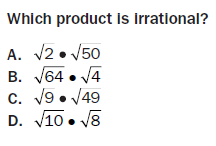 Which product is irrational?
A. √2 • √50
B. √64 • √4
C. √9 • √49
D. √10 • √8